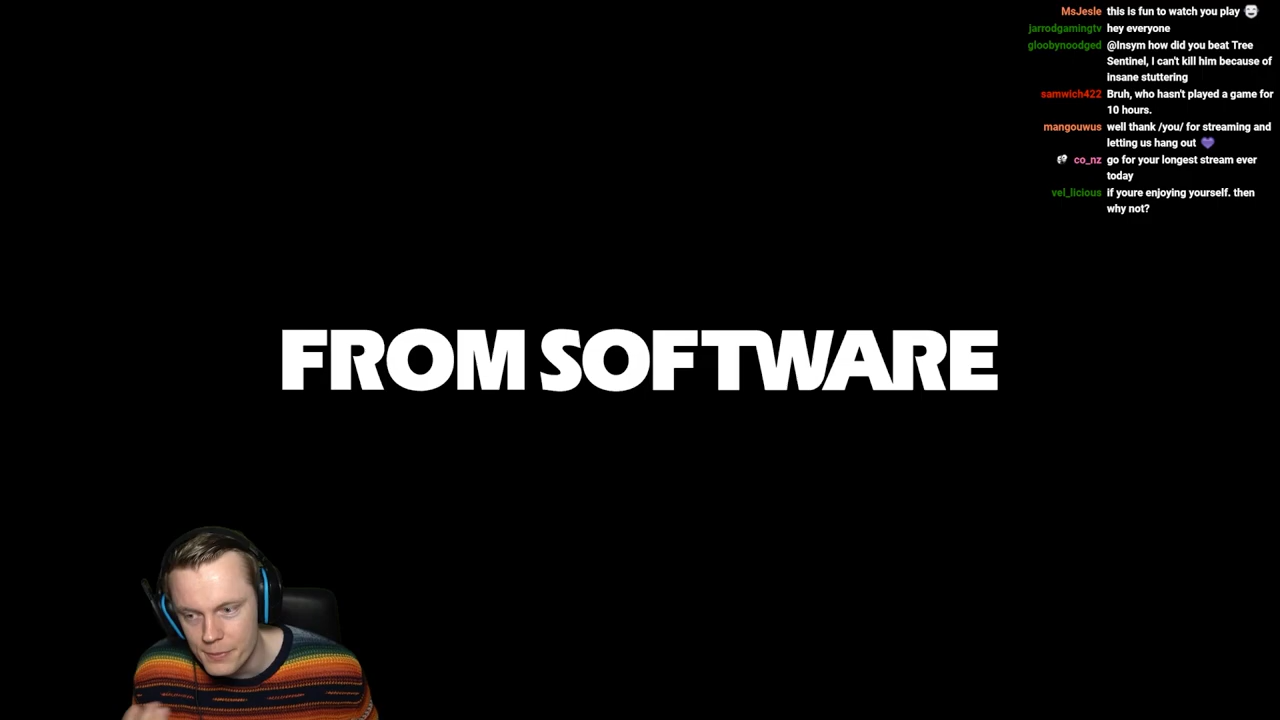 MsJesle this is fun to watch you play
jarrodgamingtv hey everyone
gloobynoodged @Insym how did you beat Tree
Sentinel, I can't kill him because of
insane stuttering
samwich422 Bruh, who hasn't played a game for
10 hours.
mangouwus well thank /you/ for streaming and
letting us hang out
co_nz go for your longest stream ever
today
vel_licious if youre enjoying yourself. then
why not?
FROM SOFTWARE